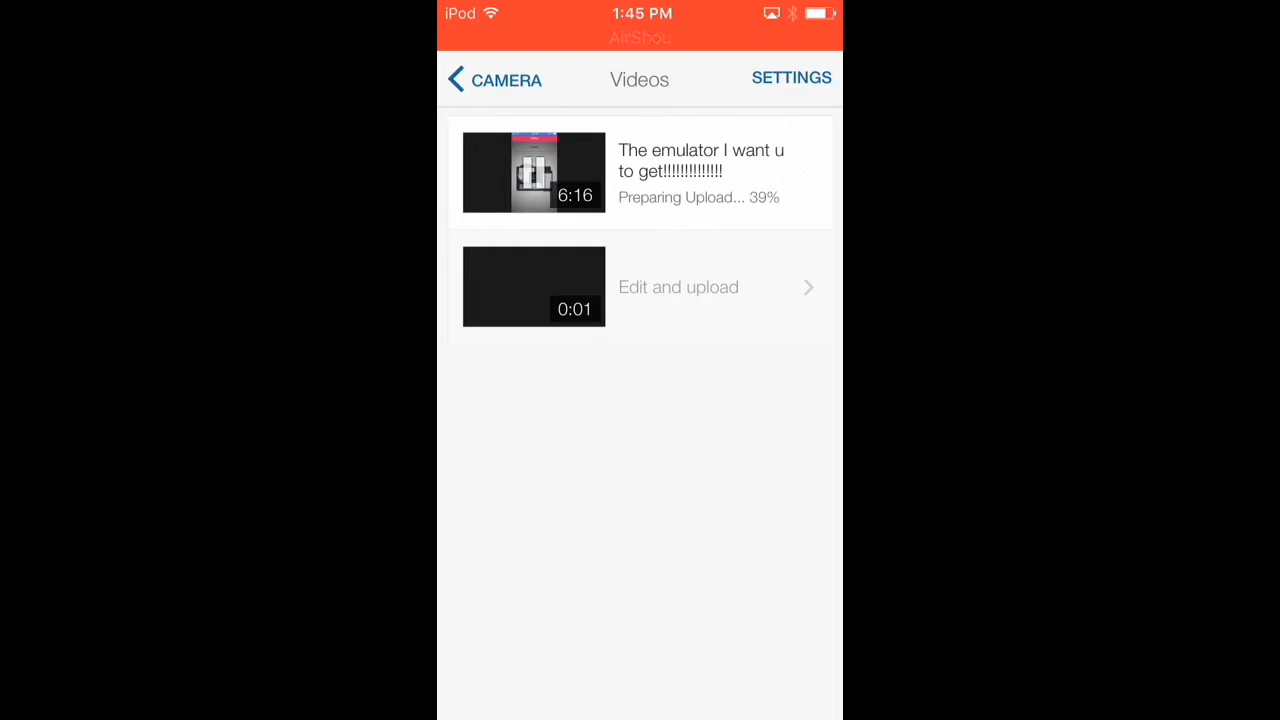 iPod 1:45 PM
AirShou
CAMERA Videos SETTINGS
The emulator I want u
to get!!!!!!!!!!!!!!
Preparing Upload... 39%
6:16
Edit and upload
0:01